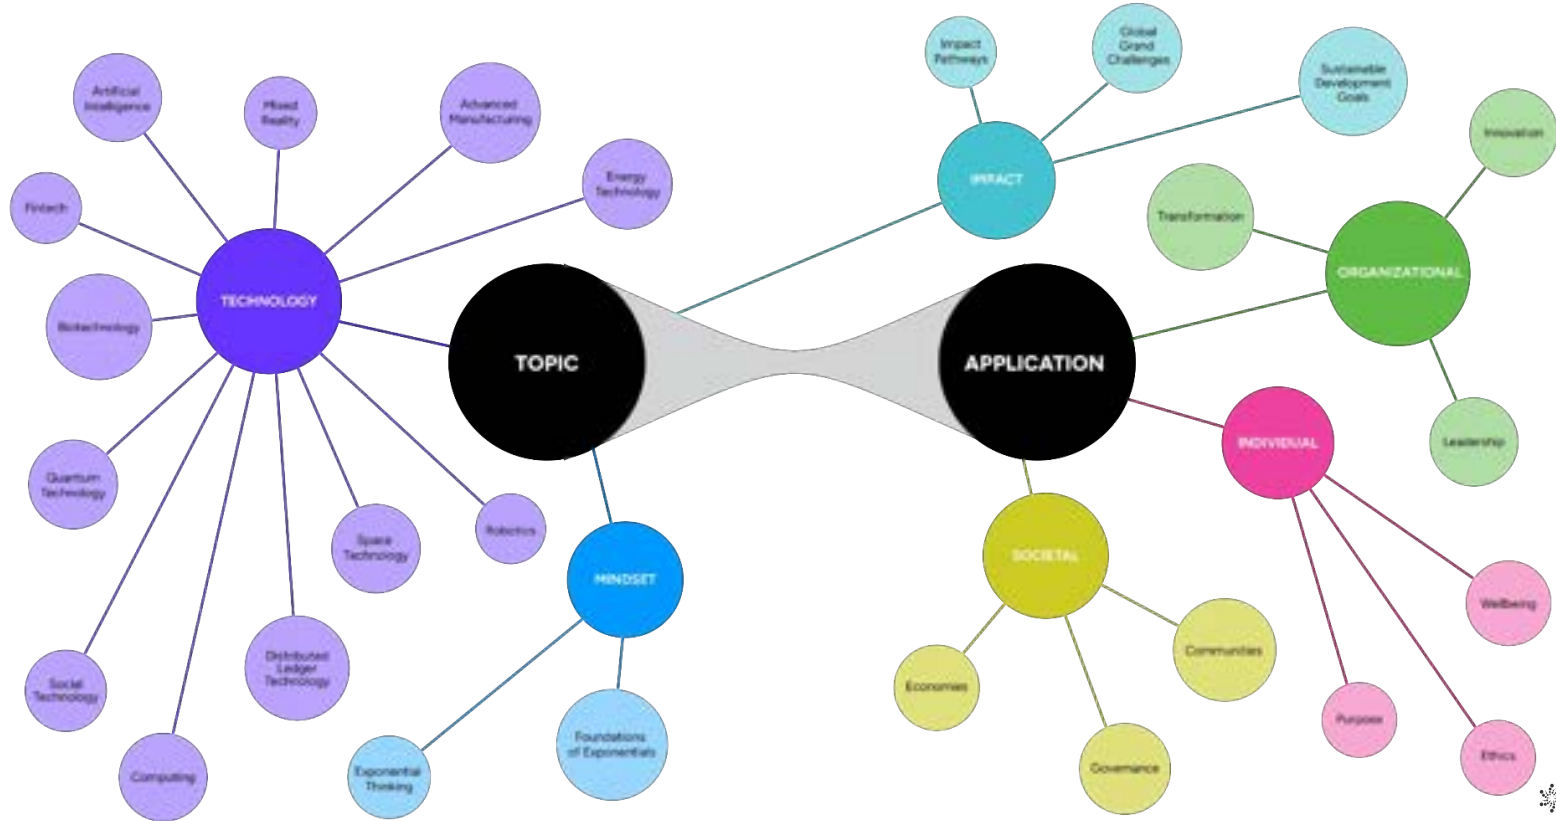 Impact
Pathways
Global
Grand
Challenges
Sustainable
Development
Goals
Artificial
Intelligence
Mixed
Reality
Advanced
Manufacturing
Energy
Technology
Innovation
Fintech
IMPACT
Transformation
TECHNOLOGY
ORGANIZATIONAL
Biotechnology
TOPIC
APPLICATION
INDIVIDUAL
Leadership
Quantum
Technology
Space
Technology
Robotics
MINDSET
SOCIETAL
Wellbeing
Social
Technology
Distributed
Ledger
Technology
Economies
Communities
Purpose
Foundations
of Exponentials
Computing
Exponential
Thinking
Governance
Ethics